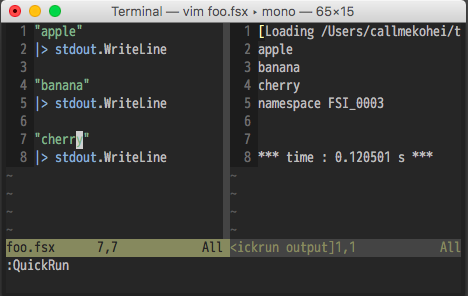 Terminal — vim foo.fsx ▸ mono — 65×15
1 "apple"
2 |> stdout.WriteLine
3
4 "banana"
5 |> stdout.WriteLine
6
7 "cherry"
8 |> stdout.WriteLine
~
~
~
~
foo.fsx 7,7 All
1 [Loading /Users/callmekohei/t
2 apple
3 banana
4 cherry
5 namespace FSI_0003
6
7
8 *** time : 0.120501 s ***
~
~
~
~
<ickrun output]1,1 All
:QuickRun